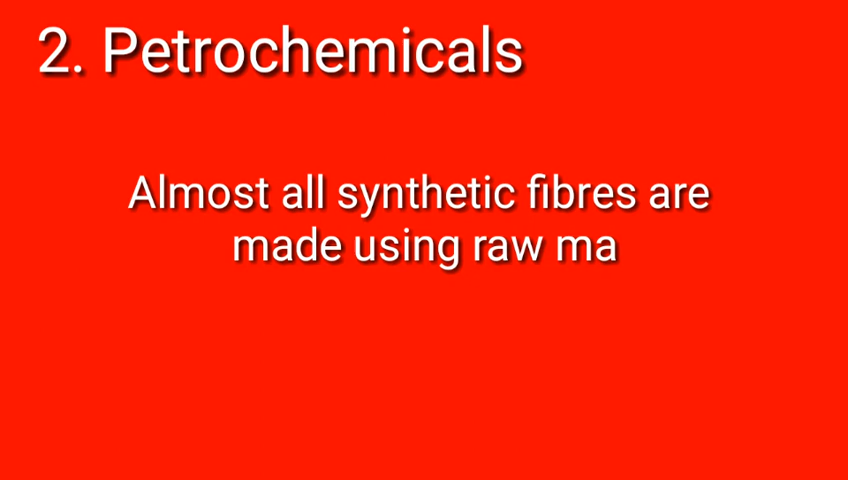 2. Petrochemicals
Almost all synthetic fibres are
made using raw ma